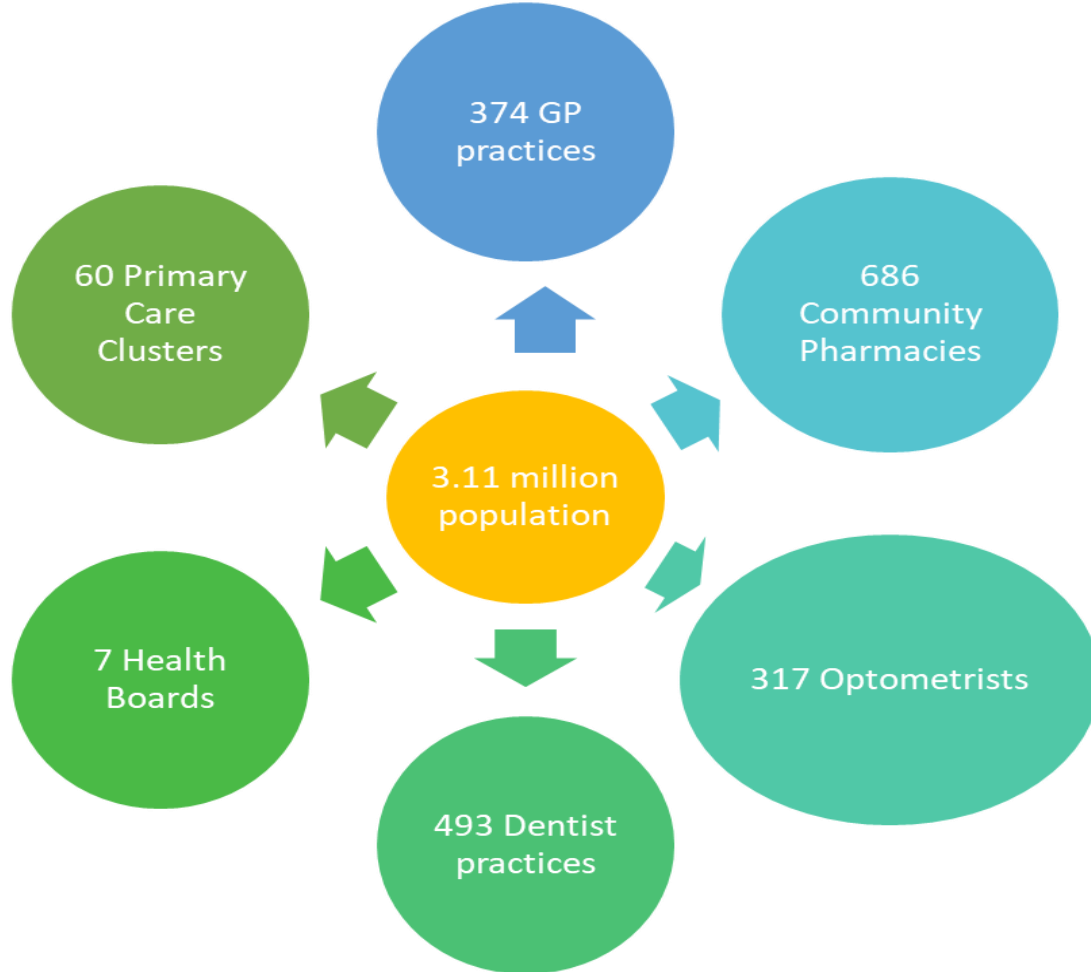 374 GP
practices
686
Community
Pharmacies
317 Optometrists
493 Dentist
practices
7 Health
Boards
60 Primary
Care
Clusters
3.11 million
population